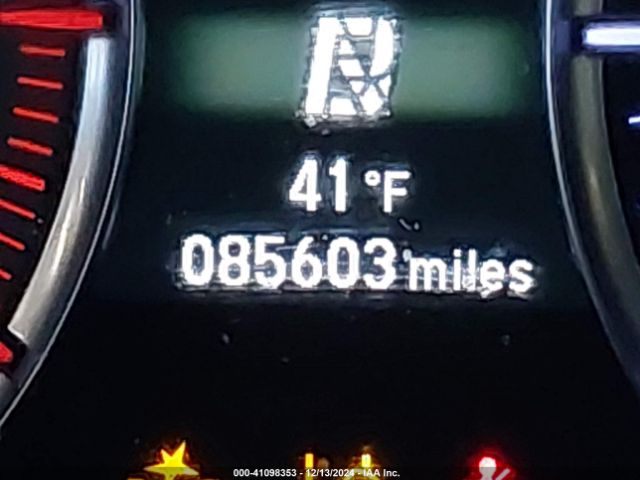 41 °F
085603 miles
000-41098353 - 12/13/2024 - IAA Inc.